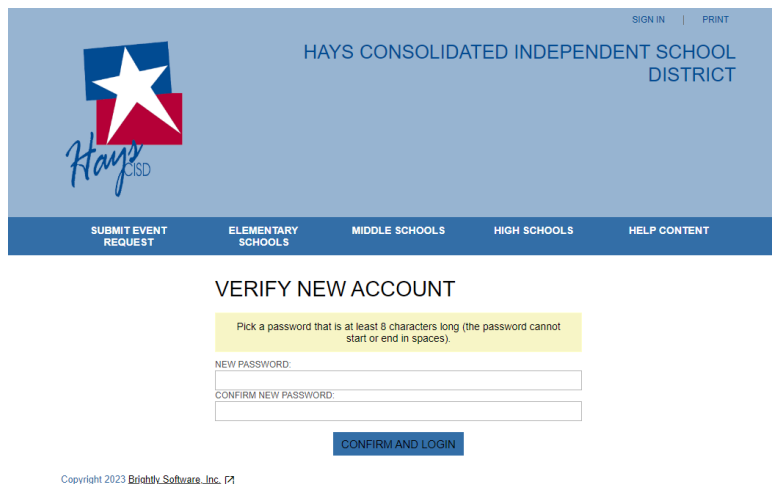 SIGN IN | PRINT
HAYS CONSOLIDATED INDEPENDENT SCHOOL
DISTRICT
Hays
CISD
SUBMIT EVENT
REQUEST
ELEMENTARY
SCHOOLS
MIDDLE SCHOOLS
HIGH SCHOOLS
HELP CONTENT
VERIFY NEW ACCOUNT
Pick a password that is at least 8 characters long (the password cannot
start or end in spaces).
NEW PASSWORD:
CONFIRM NEW PASSWORD:
CONFIRM AND LOGIN
Copyright 2023 Brightly Software, Inc.